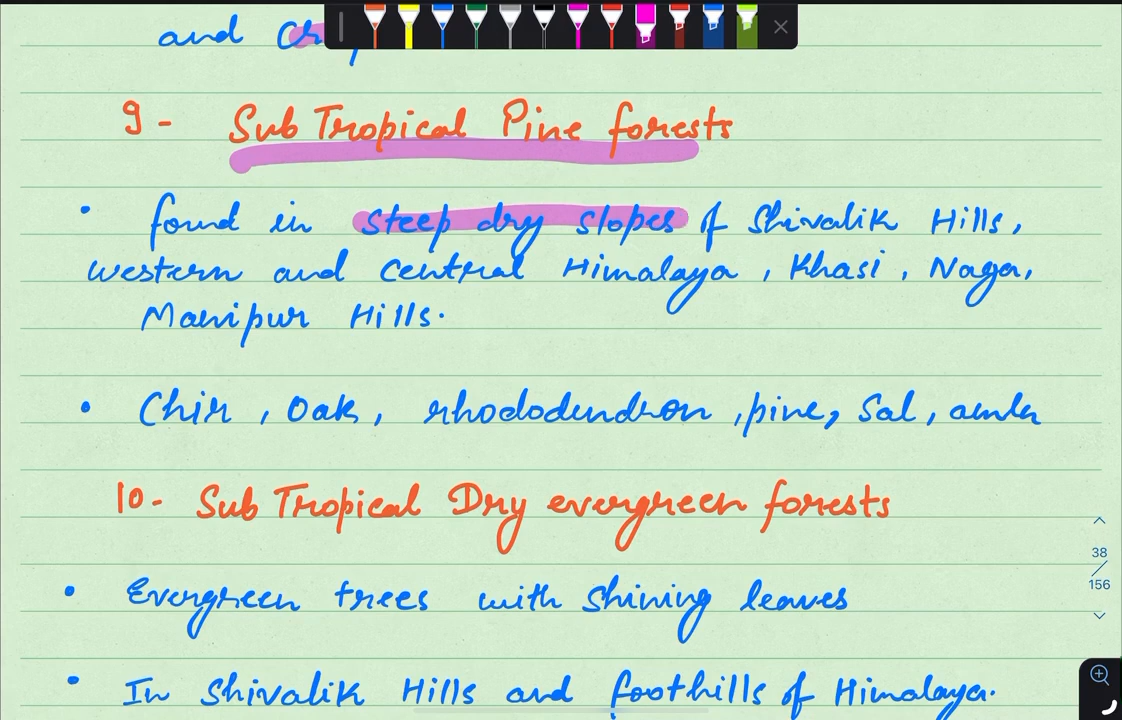 and
9- Sub Tropical Pine forests
• found in steep dry slopes of Shivalik Hills,
western and central Himalaya, Khasi, Naga,
Manipur Hills.
• Chir, Oak, rhododendron, pine, Sal, amla
10- Sub Tropical Dry evergreen forests
38
156
• Evergreen trees with shining leaves
• In Shivalik Hills and foothills of Himalaya.